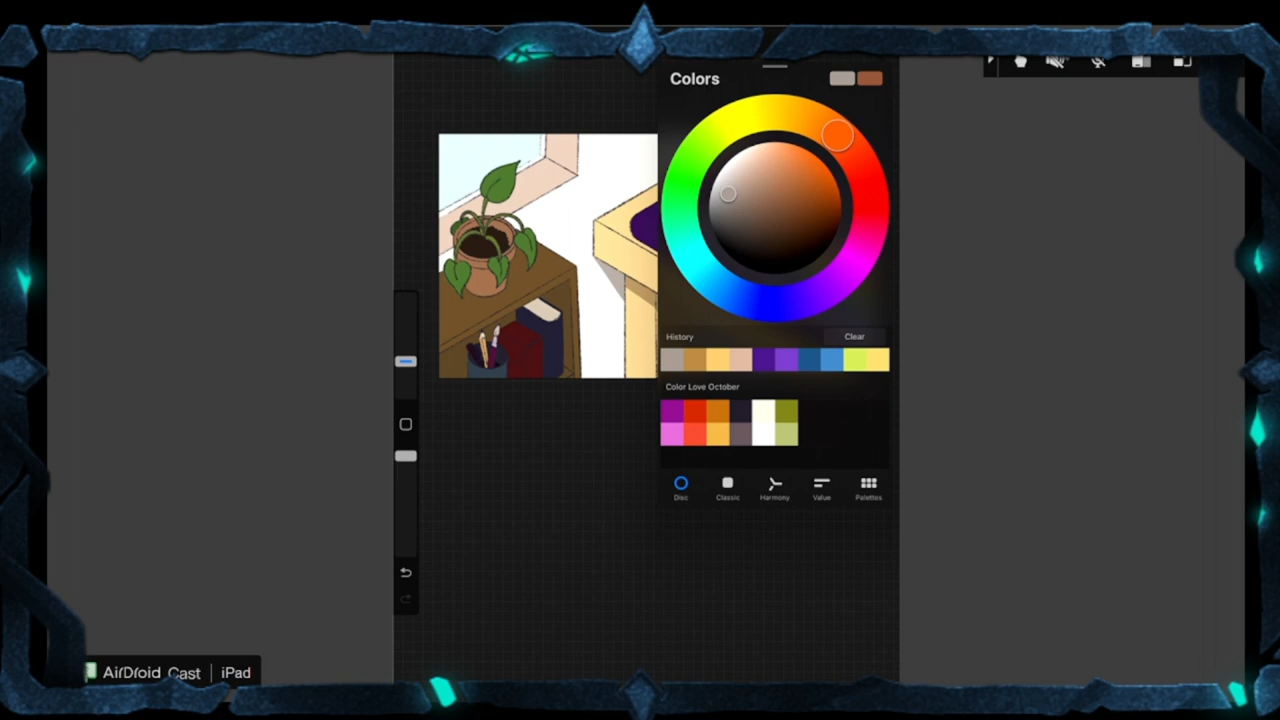 Colors
History
Clear
Color Love October
Disc
Classic
Harmony
Value
Palettes
AirDroid Cast | iPad